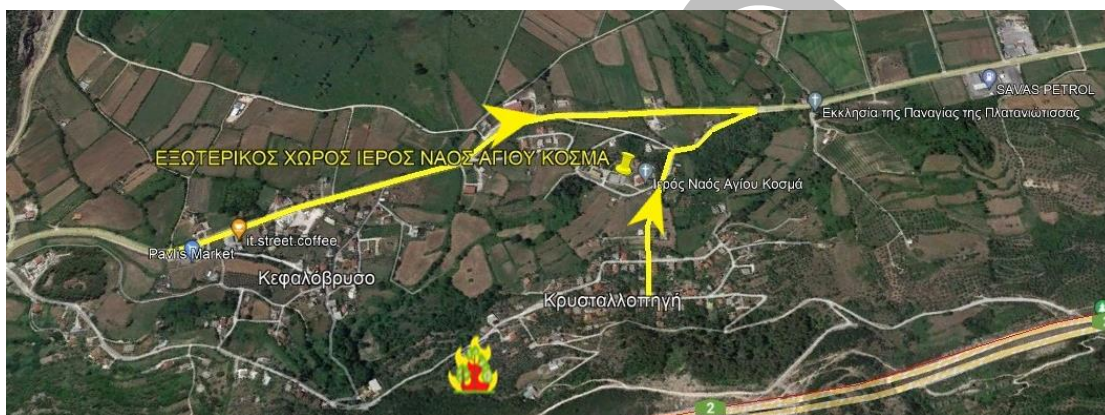 SAVAS PETROL
Εκκλησία της Παναγίας της Πλατανιώτισσας
ΕΞΩΤΕΡΙΚΟΣ ΧΩΡΟΣ ΙΕΡΟΣ ΝΑΟΣ ΑΓΙΟΥ ΚΟΣΜΑ
Ιερός Ναός Αγίου Κοσμά
it.street coffee
Pavlis Market
Κεφαλόβρυσο
Κρυσταλλοπηγή
2